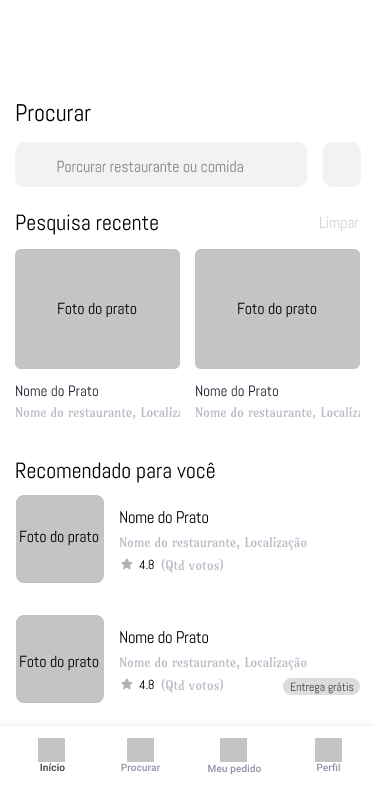 Procurar
Porcurar restaurante ou comida
Pesquisa recente Limpar
Foto do prato Foto do prato
Nome do Prato Nome do Prato
Nome do restaurante, Localiza Nome do restaurante, Localiza
Recomendado para você
Foto do prato
Nome do Prato
Nome do restaurante, Localização
4.8 (Qtd votos)
Foto do prato
Nome do Prato
Nome do restaurante, Localização
4.8 (Qtd votos) Entrega grátis
Início Procurar Meu pedido Perfil